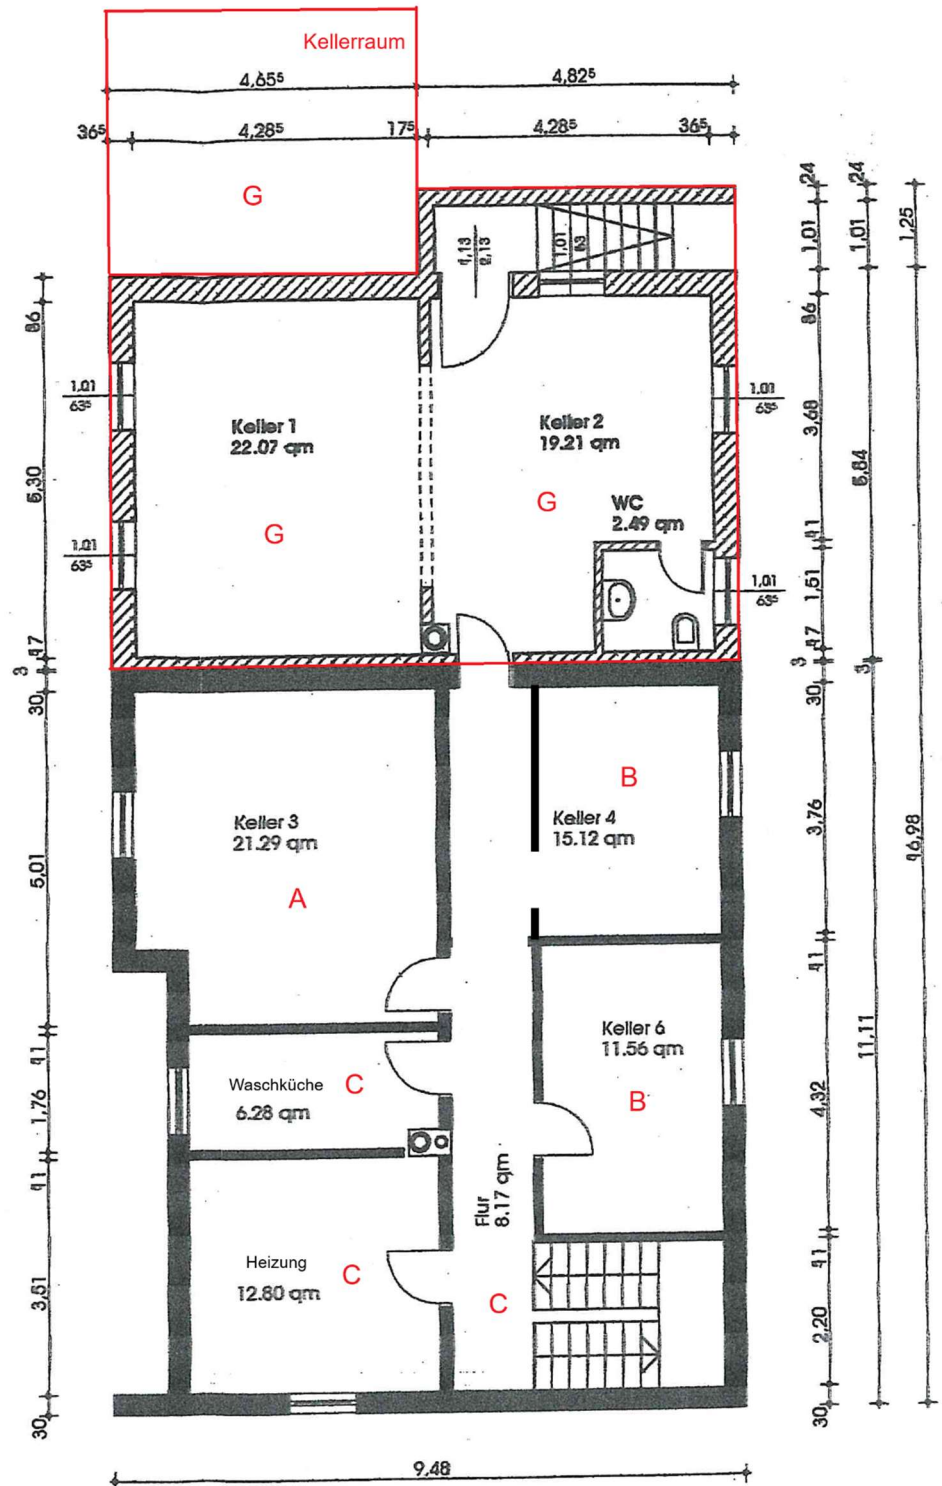 Kellerraum
4,65⁵
4,82⁵
36⁵
4,28⁵
17⁵
4,28⁵
36⁵
G
24
24
1,01
1,01
1,25
1,13
2,13
1,01
63
86
86
1,01
63⁵
1,01
63⁵
Keller 1
22.07 qm
Keller 2
19.21 qm
3,68
5,84
5,30
G
G
WC
2.49 qm
11
1,01
63⁵
1,01
63⁵
1,51
17
17
3
3
3
30
30
B
Keller 3
21.29 qm
Keller 4
15.12 qm
3,76
16,98
5,01
A
11
Keller 6
11.56 qm
11,11
11
Waschküche
6.28 qm
C
1,76
B
4,32
11
Flur
8.17 qm
Heizung
12.80 qm
C
C
11
3,51
2,20
30
30
9,48